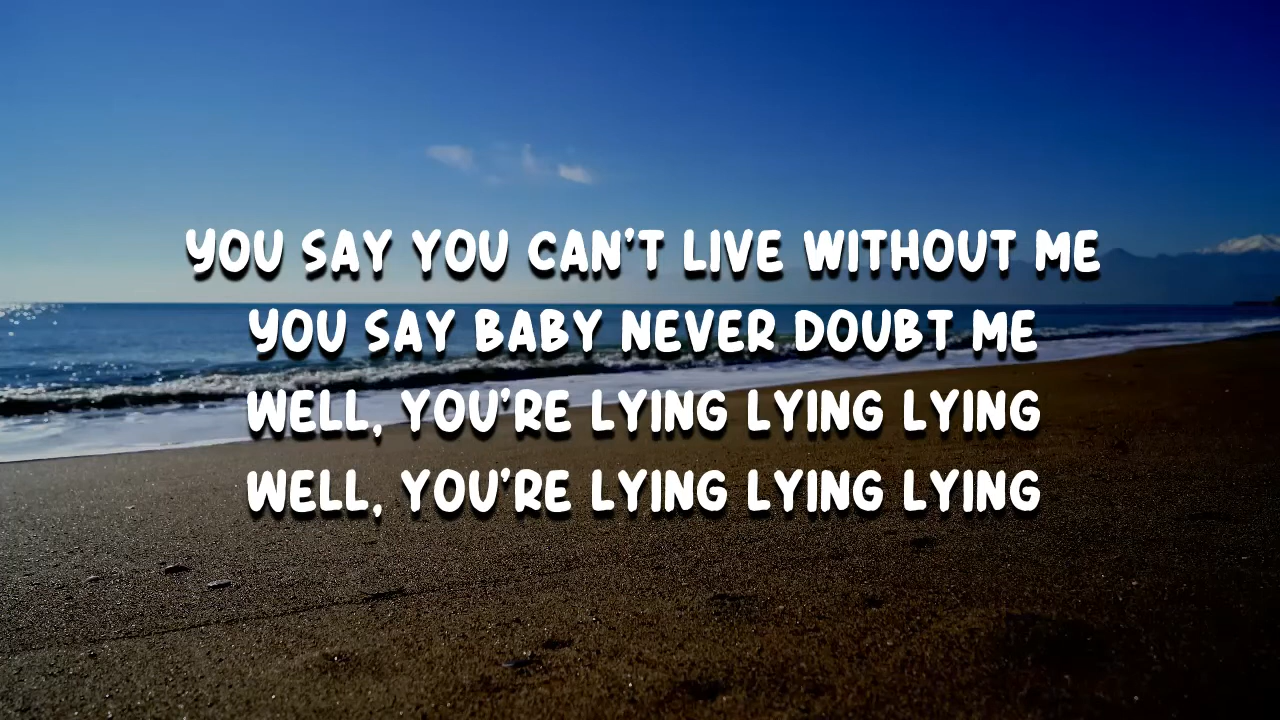 YOU SAY YOU CAN'T LIVE WITHOUT ME
YOU SAY BABY NEVER DOUBT ME
WELL, YOU'RE LYING LYING LYING
WELL, YOU'RE LYING LYING LYING